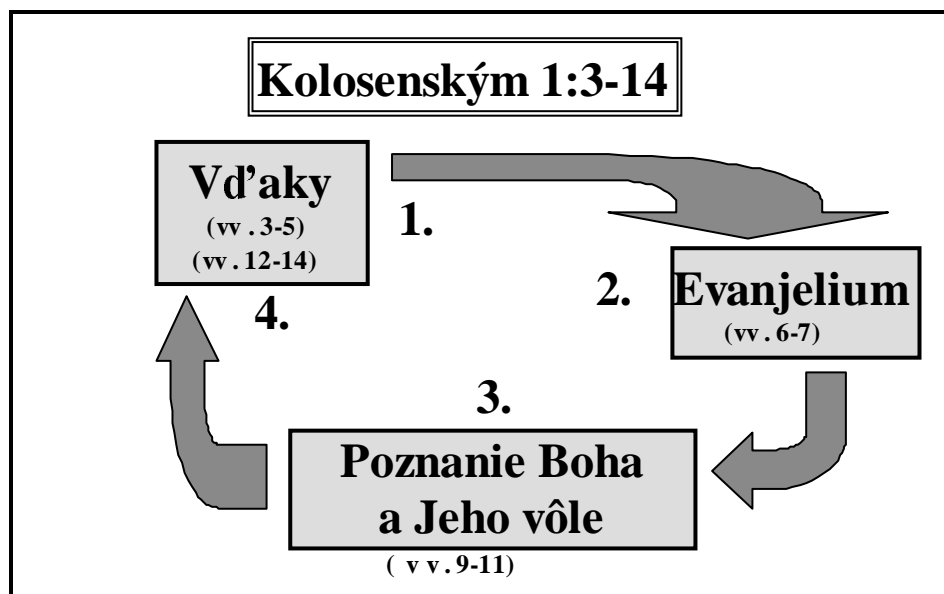 Kolosenským 1:3-14
Vďaky
(vv. 3-5)
(vv. 12-14)
1.
2.
Evanjelium
(vv. 6-7)
3.
Poznanie Boha
a Jeho vôle
(vv. 9-11)
4.